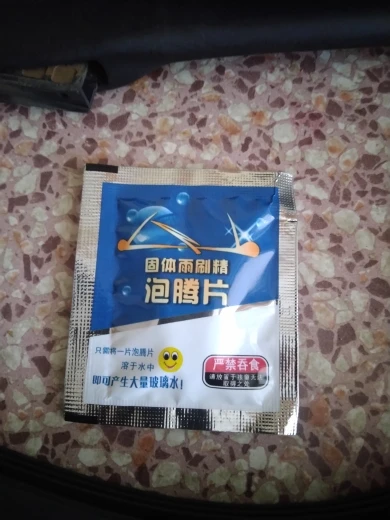 固体雨刷精
泡腾片
只需将一片泡腾片
溶于水中
即可产生大量玻璃水!
严禁吞食